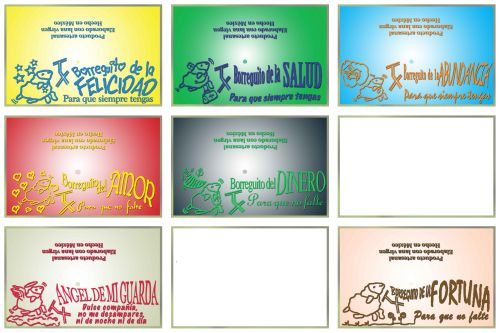 Producto artesanal
Elaborado con lana virgen
Hecho en México
Borreguito de la
FELICIDAD
Para que siempre tengas
Producto artesanal
Elaborado con lana virgen
Hecho en México
Borreguito de la SALUD
Para que siempre tengas
Producto artesanal
Elaborado con lana virgen
Hecho en México
Borreguito de la ABUNDANZIA
Para que siempre tengas
Producto artesanal
Elaborado con lana virgen
Hecho en México
Borreguito del AMOR
Para que no falte
Producto artesanal
Elaborado con lana virgen
Hecho en México
Borreguito del DINERO
Para que no falte
Producto artesanal
Elaborado con lana virgen
Hecho en México
ANGEL DE MI GUARDA
Dulce compañia,
no me desampares,
ni de noche ni de dia
Producto artesanal
Elaborado con lana virgen
Hecho en México
BORREGUITO DE LA FORTUNA
Para que no falte